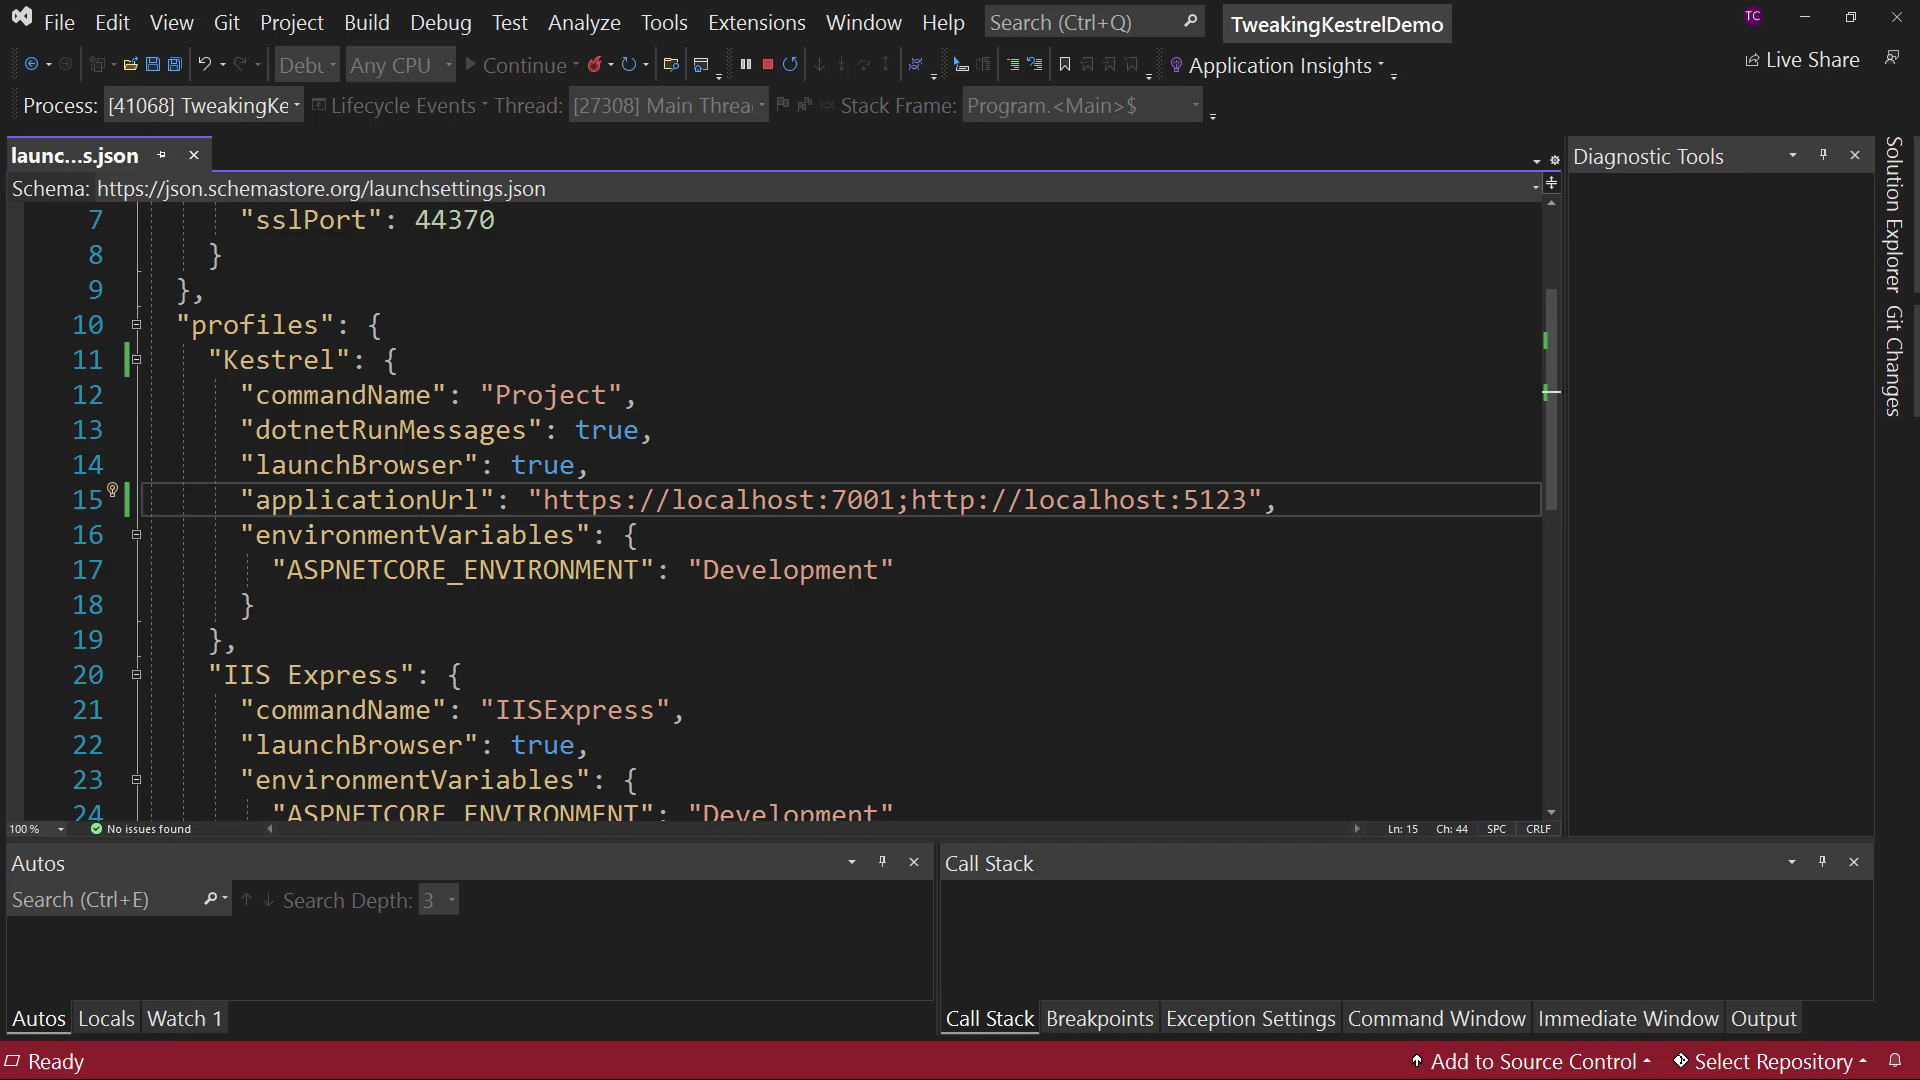 File Edit View Git Project Build Debug Test Analyze Tools Extensions Window Help Search (Ctrl+Q) TweakingKestrelDemo TC
Debu Any CPU Continue Application Insights Live Share
Process: [41068] TweakingKe Lifecycle Events Thread: [27308] Main Threa Stack Frame: Program.<Main>$
launc...s.json
Schema: https://json.schemastore.org/launchsettings.json
7 "sslPort": 44370
8 }
9 },
10 "profiles": {
11 "Kestrel": {
12 "commandName": "Project",
13 "dotnetRunMessages": true,
14 "launchBrowser": true,
15 "applicationUrl": "https://localhost:7001;http://localhost:5123",
16 "environmentVariables": {
17 "ASPNETCORE_ENVIRONMENT": "Development"
18 }
19 },
20 "IIS Express": {
21 "commandName": "IISExpress",
22 "launchBrowser": true,
23 "environmentVariables": {
24 "ASPNETCORE_ENVIRONMENT": "Development"
100 % No issues found Ln: 15 Ch: 44 SPC CRLF
Diagnostic Tools
Solution Explorer
Git Changes
Autos
Search (Ctrl+E) Search Depth: 3
Autos Locals Watch 1
Call Stack
Call Stack Breakpoints Exception Settings Command Window Immediate Window Output
Ready Add to Source Control Select Repository